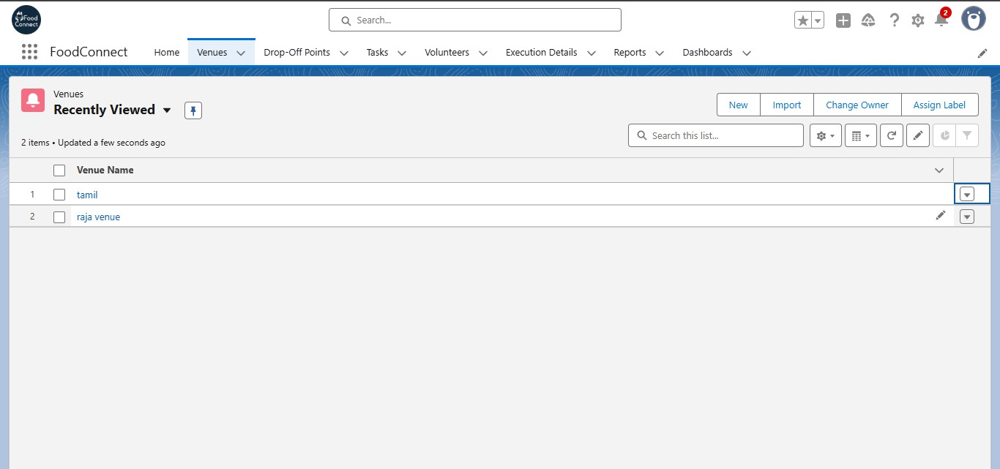 Food
Connect
Search...
2
FoodConnect Home Venues Drop-Off Points Tasks Volunteers Execution Details Reports Dashboards
Venues
Recently Viewed
New Import Change Owner Assign Label
2 items • Updated a few seconds ago
Search this list...
Venue Name
1 tamil
2 raja venue